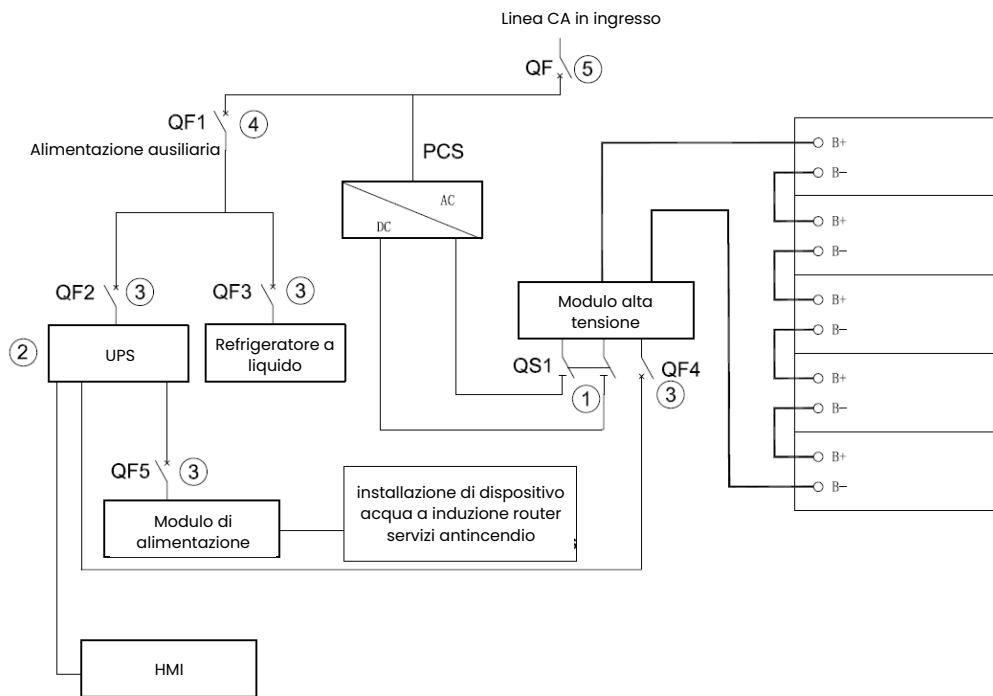 Linea CA in ingresso
QF
5
QF1
4
Alimentazione ausiliaria
PCS
AC
DC
B+
B-
B+
B-
B+
B-
B+
B-
B+
B-
QF2
3
QF3
3
Modulo alta
tensione
2
UPS
Refrigeratore a
liquido
QS1
1
QF4
3
QF5
3
Modulo di
alimentazione
installazione di dispositivo
acqua a induzione router
servizi antincendio
HMI